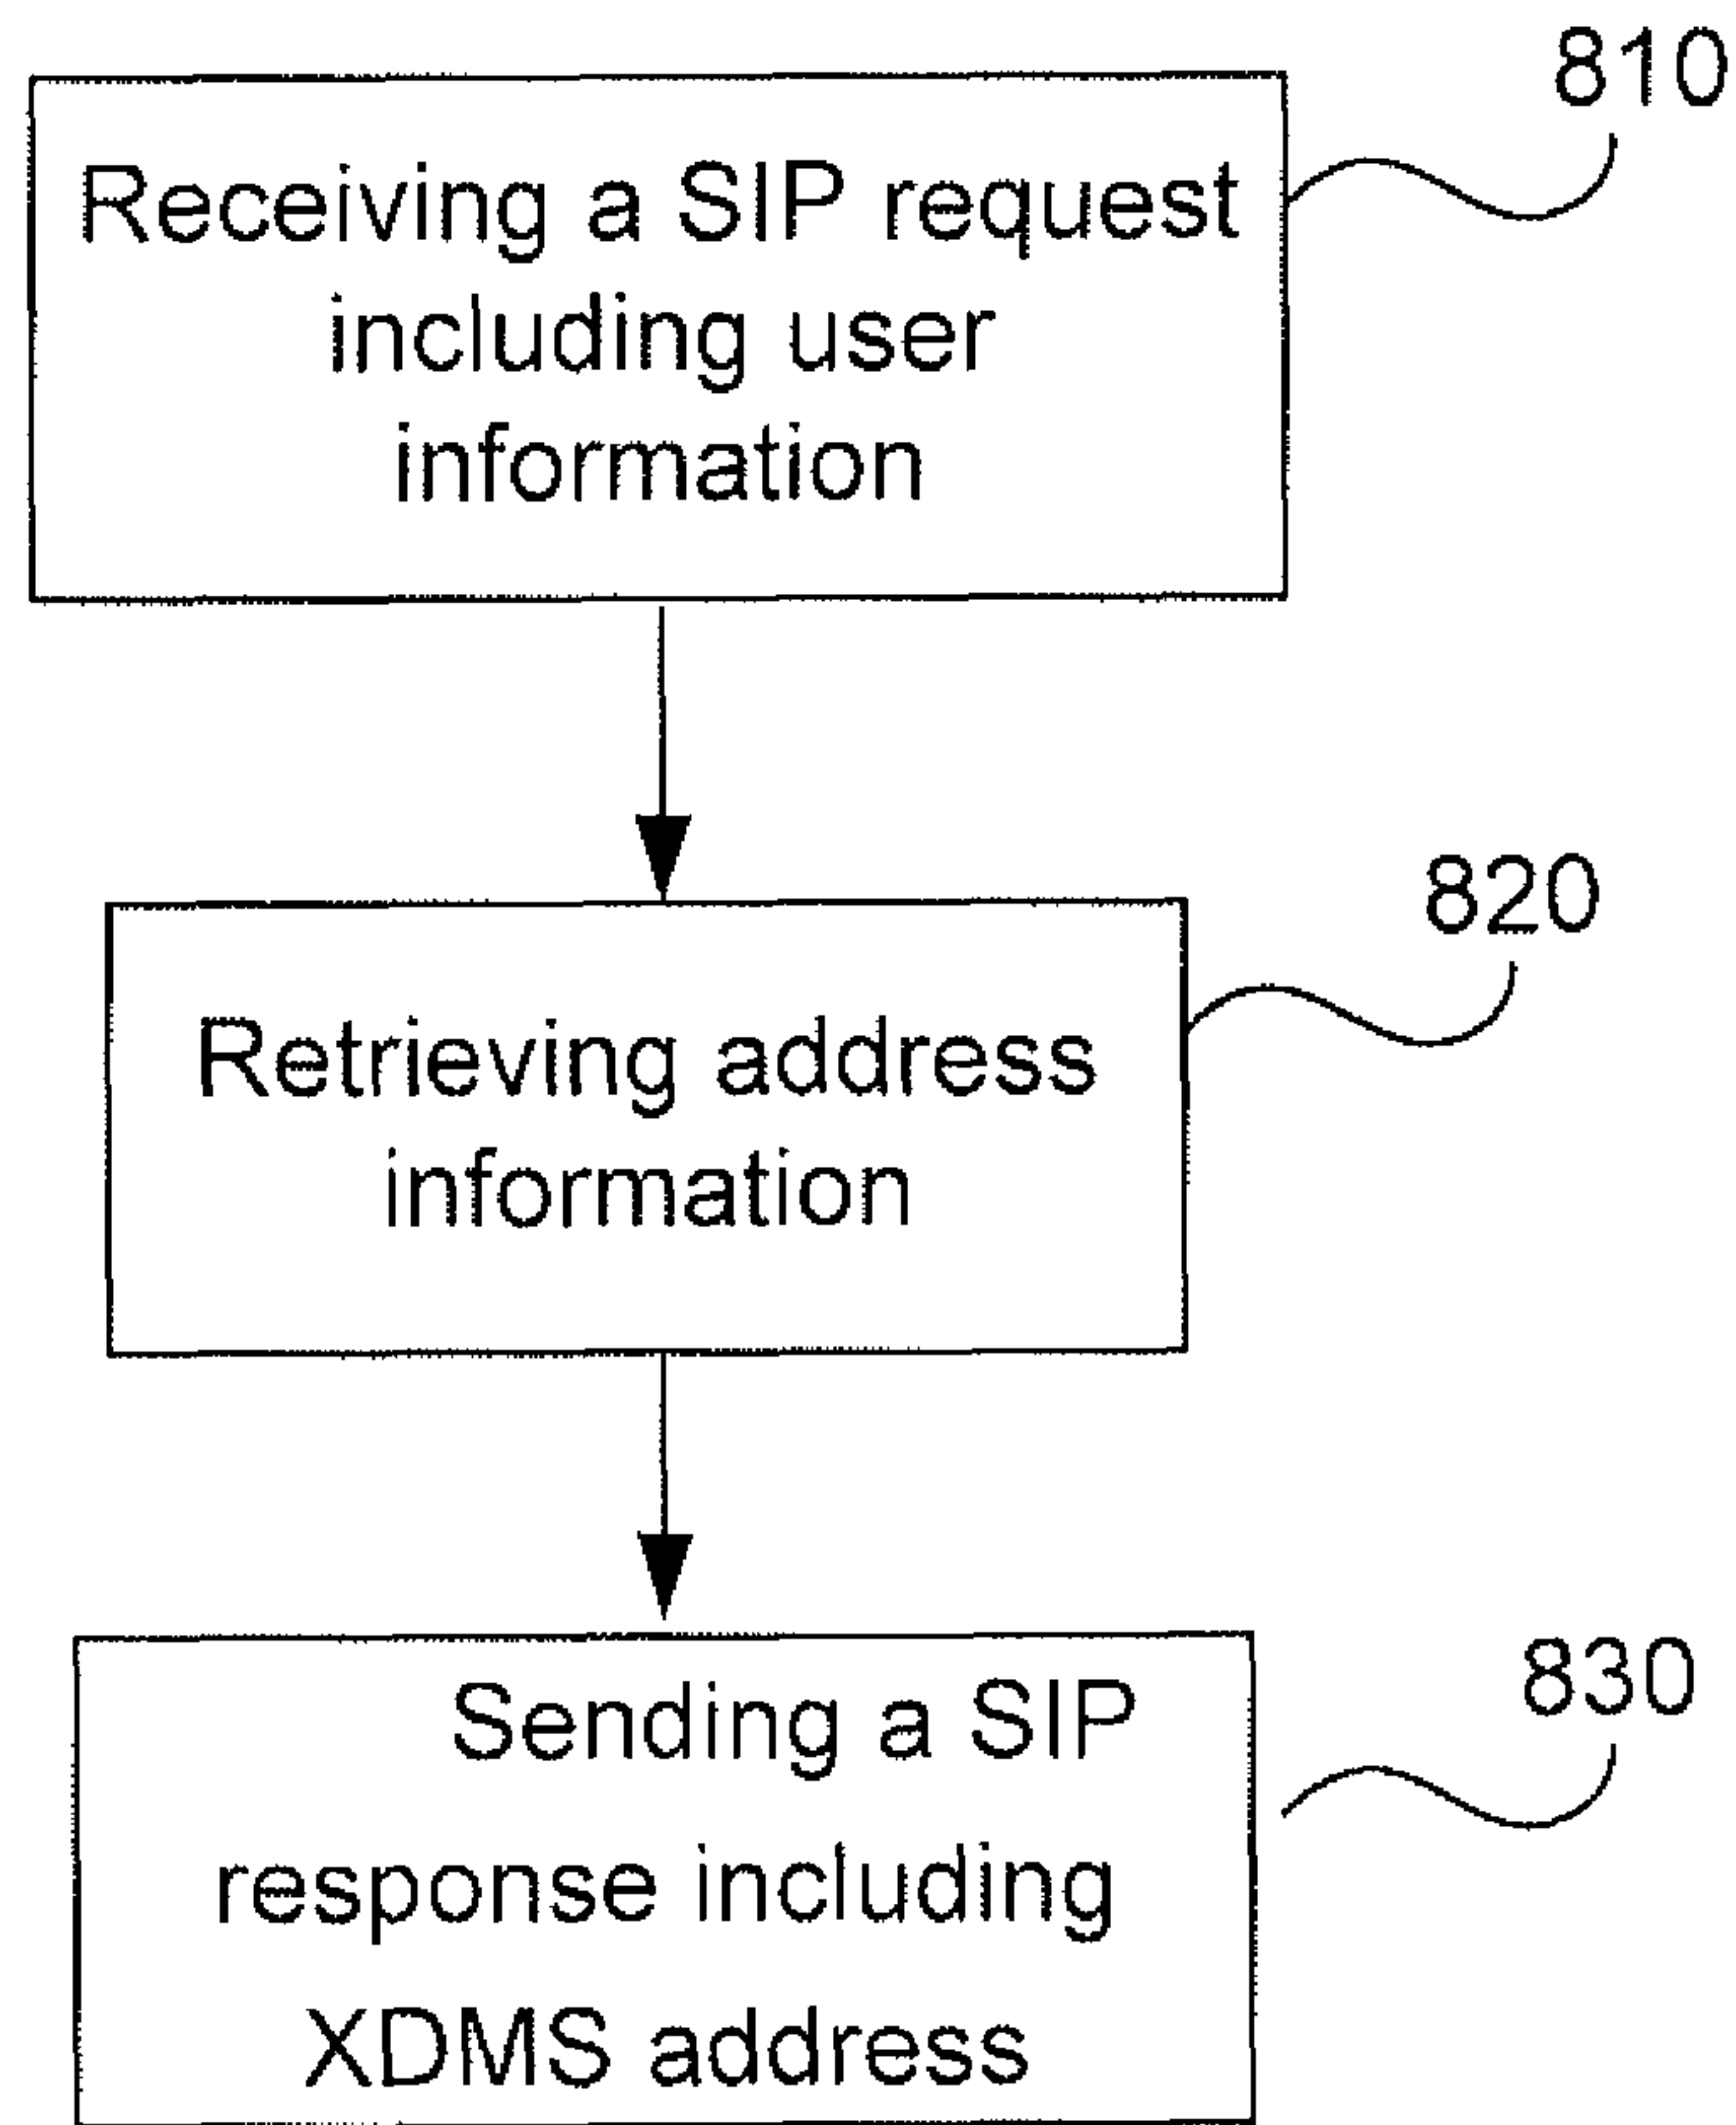 810
Receiving a SIP request
including user
information
820
Retrieving address
information
830
Sending a SIP
response including
XDMS address